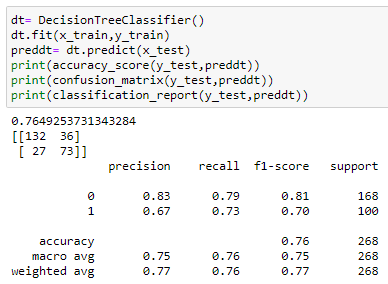 dt= DecisionTreeClassifier()
dt.fit(x_train,y_train)
preddt= dt.predict(x_test)
print(accuracy_score(y_test,preddt))
print(confusion_matrix(y_test,preddt))
print(classification_report(y_test,preddt))
0.7649253731343284
[[132  36]
 [ 27  73]]
              precision    recall  f1-score   support
           0       0.83      0.79      0.81       168
           1       0.67      0.73      0.70       100
    accuracy                           0.76       268
   macro avg       0.75      0.76      0.75       268
weighted avg       0.77      0.76      0.77       268